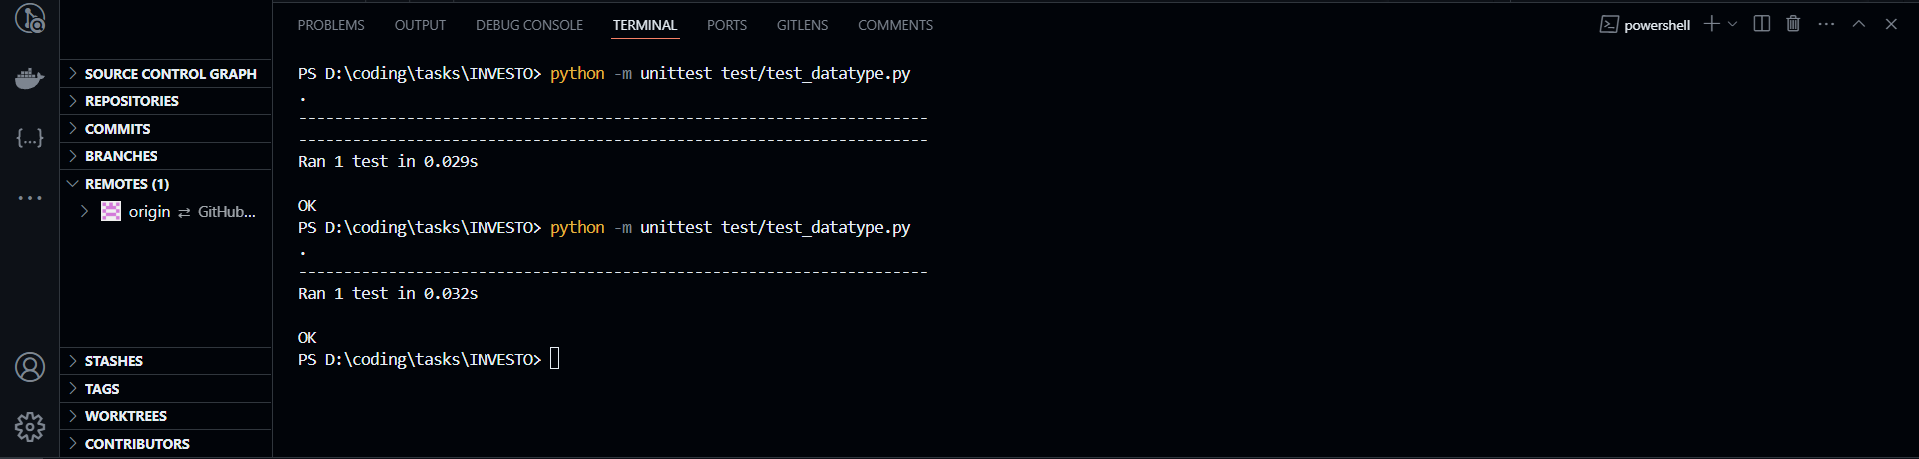 PROBLEMS OUTPUT DEBUG CONSOLE TERMINAL PORTS GITLENS COMMENTS
powershell
SOURCE CONTROL GRAPH
REPOSITORIES
COMMITS
BRANCHES
REMOTES (1)
origin ⇄ GitHub...
STASHES
TAGS
WORKTREES
CONTRIBUTORS
PS D:\coding\tasks\INVESTO> python -m unittest test/test_datatype.py
.
----------------------------------------------------------------------
----------------------------------------------------------------------
Ran 1 test in 0.029s
OK
PS D:\coding\tasks\INVESTO> python -m unittest test/test_datatype.py
.
----------------------------------------------------------------------
Ran 1 test in 0.032s
OK
PS D:\coding\tasks\INVESTO>